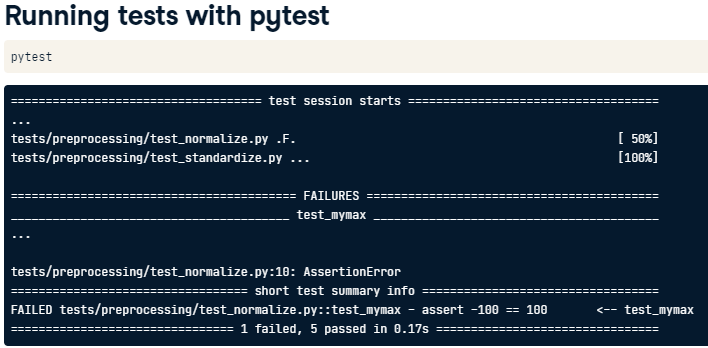 Running tests with pytest
pytest
==================================== test session starts ====================================
...
tests/preprocessing/test_normalize.py .F. [ 50%]
tests/preprocessing/test_standardize.py ... [100%]
========================================= FAILURES ==========================================
________________________________________ test_mymax _________________________________________
...
tests/preprocessing/test_normalize.py:10: AssertionError
================================== short test summary info ==================================
FAILED tests/preprocessing/test_normalize.py::test_mymax - assert -100 == 100 <-- test_mymax
================================ 1 failed, 5 passed in 0.17s ================================